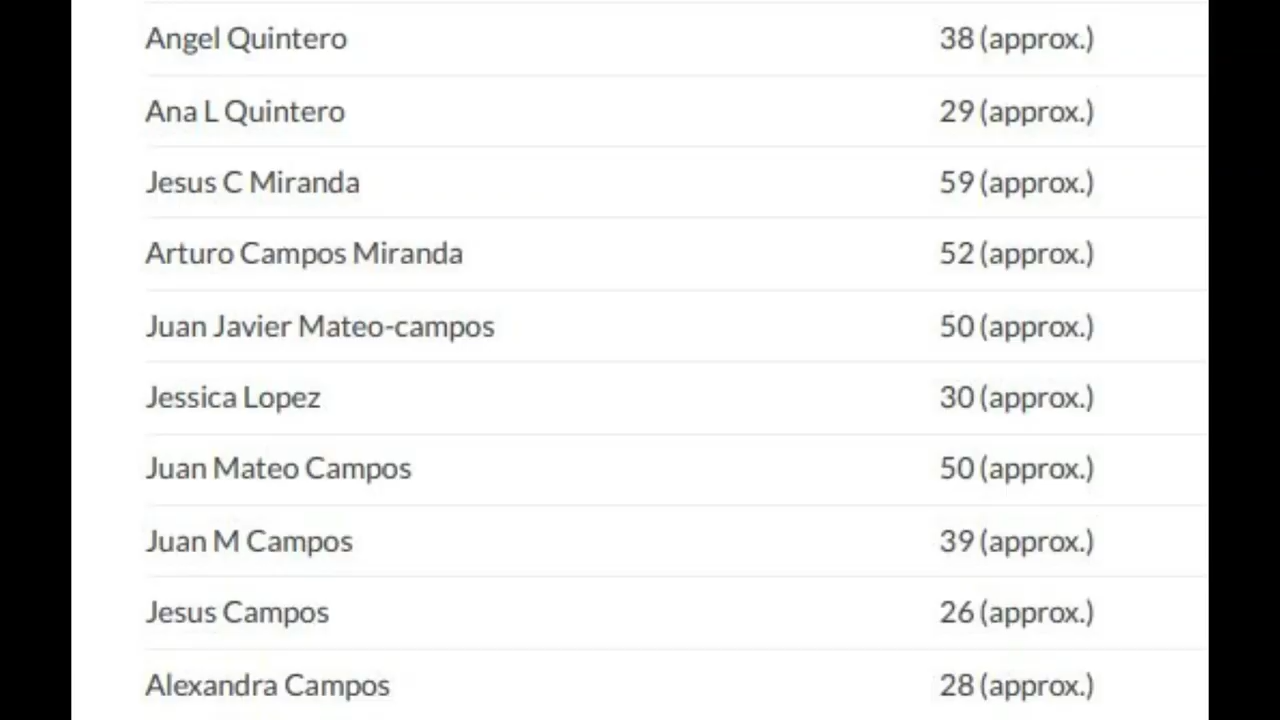 Angel Quintero 38 (approx.)
Ana L Quintero 29 (approx.)
Jesus C Miranda 59 (approx.)
Arturo Campos Miranda 52 (approx.)
Juan Javier Mateo-campos 50 (approx.)
Jessica Lopez 30 (approx.)
Juan Mateo Campos 50 (approx.)
Juan M Campos 39 (approx.)
Jesus Campos 26 (approx.)
Alexandra Campos 28 (approx.)